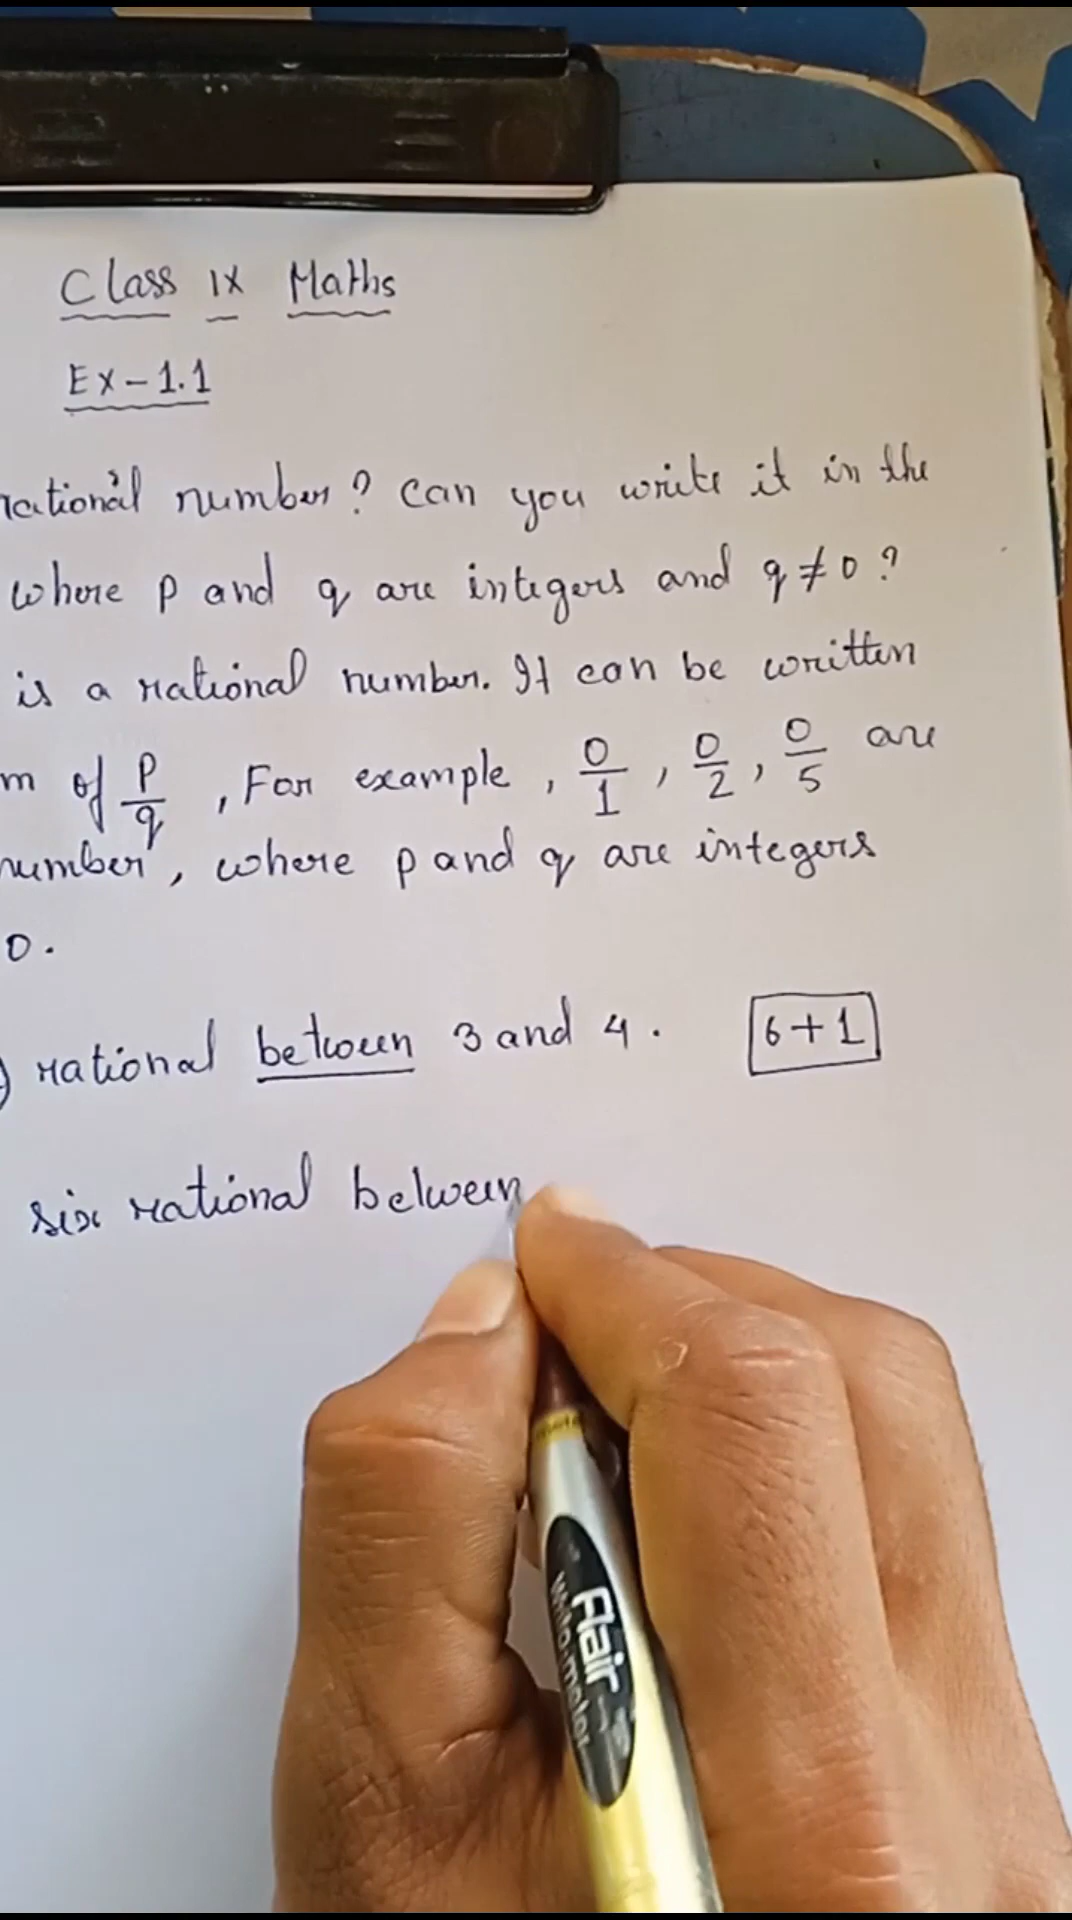 Class IX Maths
Ex-1.1
rational number? Can you write it in the
where p and q are integers and q ≠ 0?
is a rational number. It can be written
m of p/q, For example, 0/1, 0/2, 0/5 are
number, where p and q are integers
0.
) rational between 3 and 4. 6+1
six rational between
Flair
Writo-meter